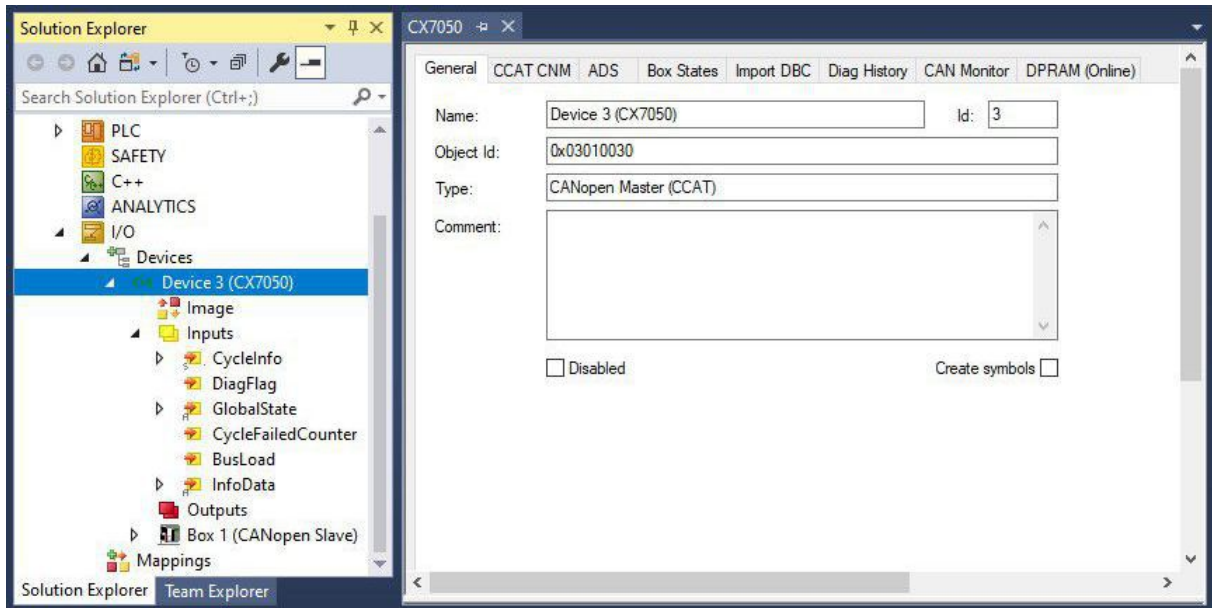 Solution Explorer
Search Solution Explorer (Ctrl+;)
PLC
SAFETY
C++
ANALYTICS
I/O
Devices
Device 3 (CX7050)
Image
Inputs
CycleInfo
DiagFlag
GlobalState
CycleFailedCounter
BusLoad
InfoData
Outputs
Box 1 (CANopen Slave)
Mappings
Solution Explorer Team Explorer
CX7050
General CCAT CNM ADS Box States Import DBC Diag History CAN Monitor DPRAM (Online)
Name: Device 3 (CX7050) Id: 3
Object Id: 0x03010030
Type: CANopen Master (CCAT)
Comment:
Disabled Create symbols